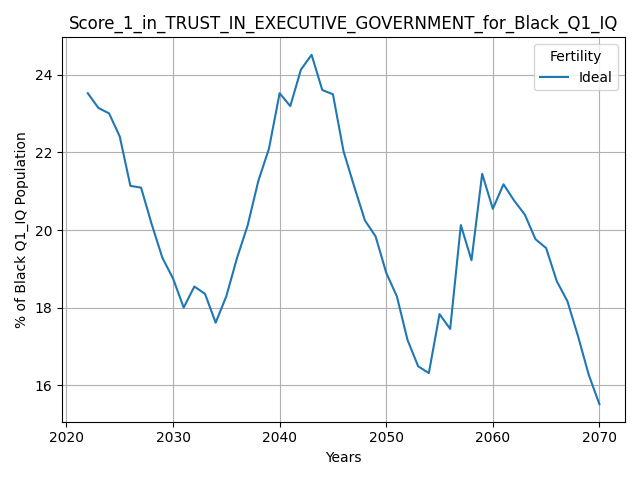 Score_1_in_TRUST_IN_EXECUTIVE_GOVERNMENT_for_Black_Q1_IQ
Fertility
Ideal
24
22
20
18
16
% of Black Q1_IQ Population
2020 2030 2040 2050 2060 2070
Years